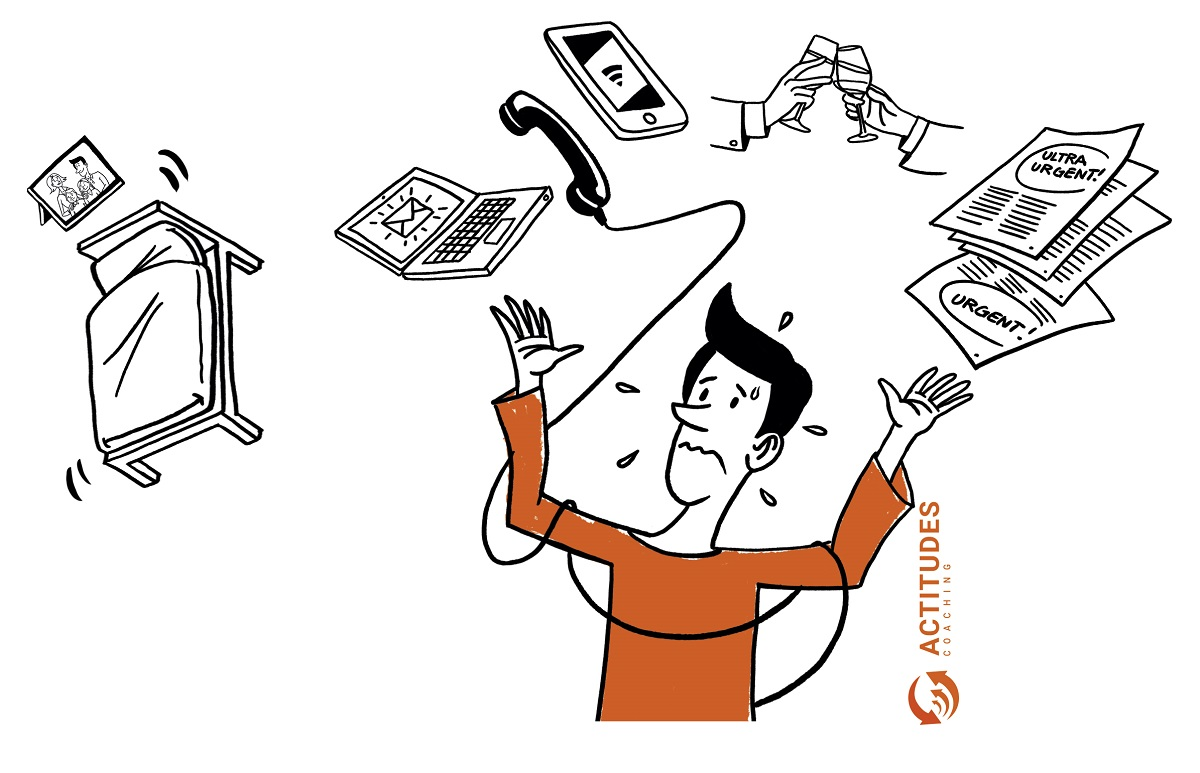 ULTRA
URGENT!
URGENT !
ACTITUDES
COACHING